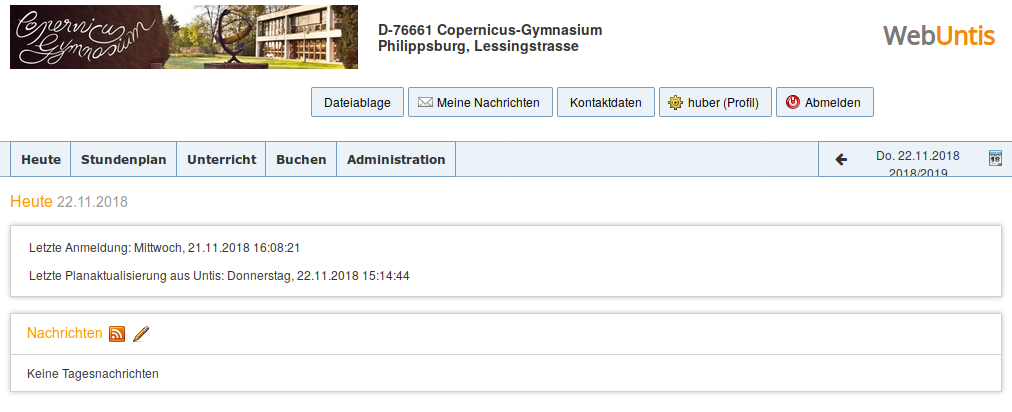 Copernicus
Gymnasium
D-76661 Copernicus-Gymnasium
Philippsburg, Lessingstrasse
WebUntis
Dateiablage
Meine Nachrichten
Kontaktdaten
huber (Profil)
Abmelden
Heute
Stundenplan
Unterricht
Buchen
Administration
Do. 22.11.2018
2018/2019
18
Heute 22.11.2018
Letzte Anmeldung: Mittwoch, 21.11.2018 16:08:21
Letzte Planaktualisierung aus Untis: Donnerstag, 22.11.2018 15:14:44
Nachrichten
Keine Tagesnachrichten